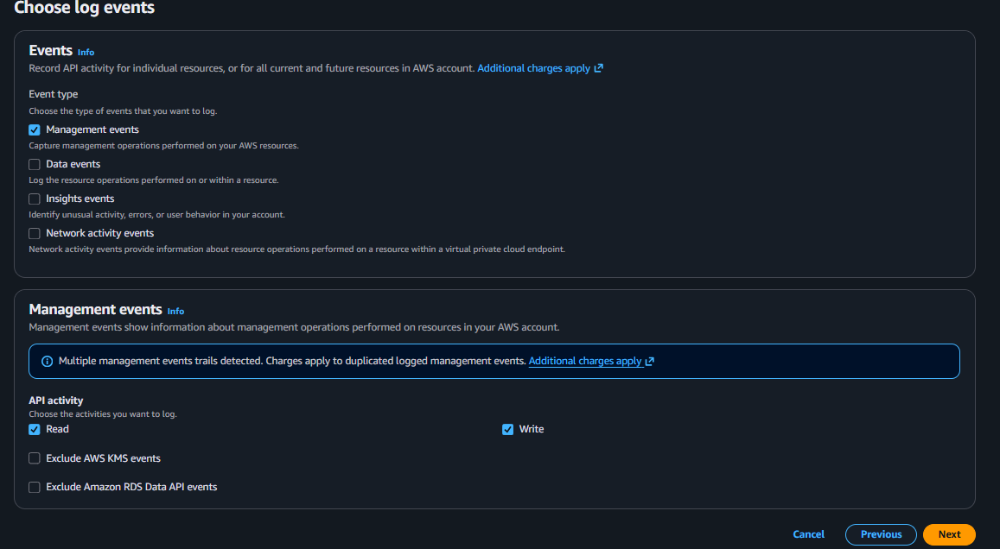 Choose log events
Events Info
Record API activity for individual resources, or for all current and future resources in AWS account. Additional charges apply
Event type
Choose the type of events that you want to log.
Management events
Capture management operations performed on your AWS resources.
Data events
Log the resource operations performed on or within a resource.
Insights events
Identify unusual activity, errors, or user behavior in your account.
Network activity events
Network activity events provide information about resource operations performed on a resource within a virtual private cloud endpoint.
Management events Info
Management events show information about management operations performed on resources in your AWS account.
Multiple management events trails detected. Charges apply to duplicated logged management events. Additional charges apply
API activity
Choose the activities you want to log.
Read Write
Exclude AWS KMS events
Exclude Amazon RDS Data API events
Cancel Previous Next